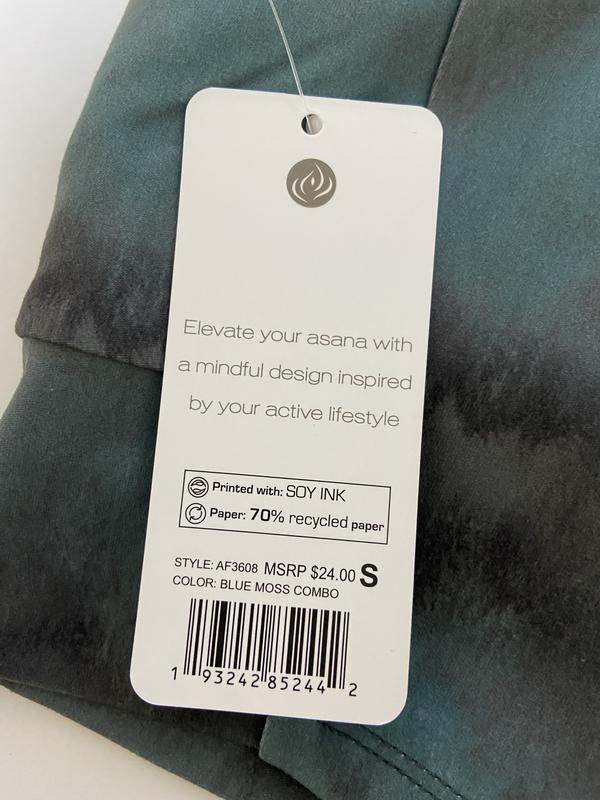 Elevate your asana with
a mindful design inspired
by your active lifestyle
Printed with: SOY INK
Paper: 70% recycled paper
STYLE: AF3608 MSRP $24.00 S
COLOR: BLUE MOSS COMBO
1 93242 85244 2